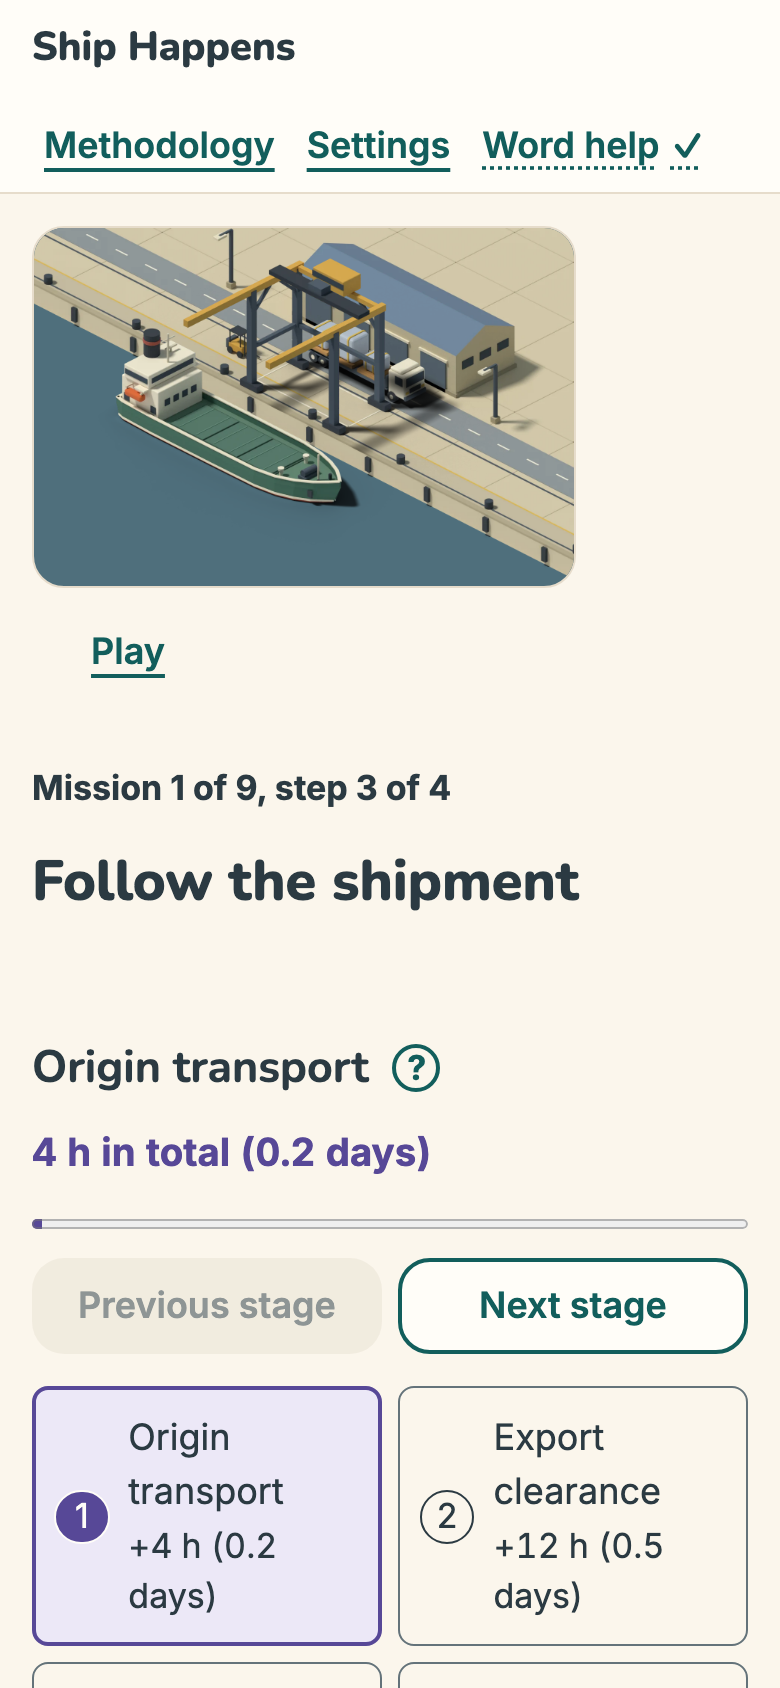 Ship Happens
Methodology Settings Word help ✓
Play
Mission 1 of 9, step 3 of 4
Follow the shipment
Origin transport ?
4 h in total (0.2 days)
Previous stage Next stage
1 Origin
transport
+4 h (0.2
days)
2 Export
clearance
+12 h (0.5
days)